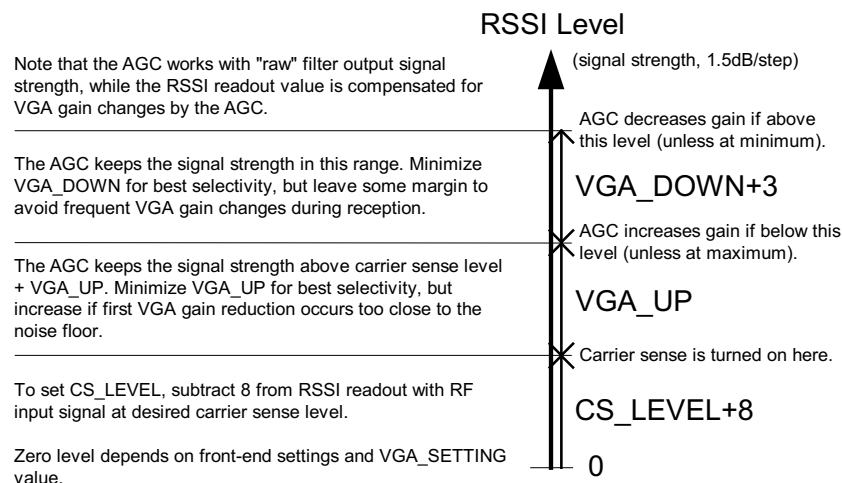 RSSI Level
Note that the AGC works with "raw" filter output signal
strength, while the RSSI readout value is compensated for
VGA gain changes by the AGC.
(signal strength, 1.5dB/step)
AGC decreases gain if above
this level (unless at minimum).
The AGC keeps the signal strength in this range. Minimize
VGA_DOWN for best selectivity, but leave some margin to
avoid frequent VGA gain changes during reception.
VGA_DOWN+3
AGC increases gain if below this
level (unless at maximum).
The AGC keeps the signal strength above carrier sense level
+ VGA_UP. Minimize VGA_UP for best selectivity, but
increase if first VGA gain reduction occurs too close to the
noise floor.
VGA_UP
Carrier sense is turned on here.
To set CS_LEVEL, subtract 8 from RSSI readout with RF
input signal at desired carrier sense level.
CS_LEVEL+8
Zero level depends on front-end settings and VGA_SETTING
value.
0